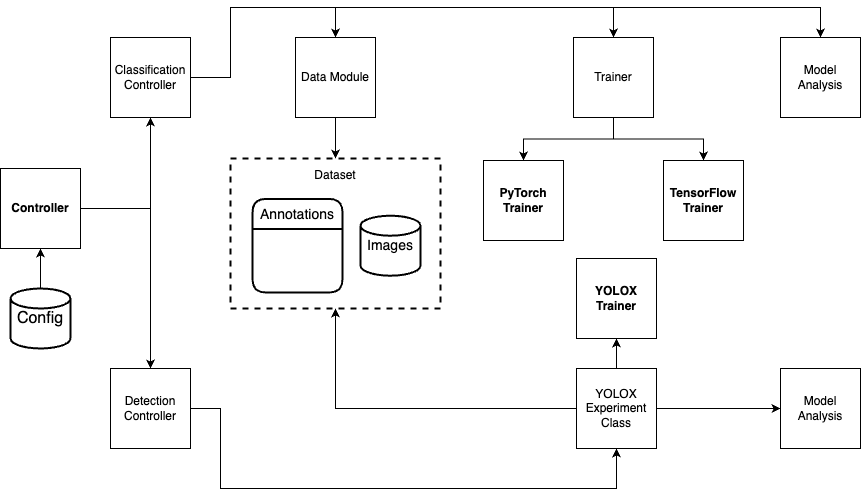 Classification
Controller
Data Module
Trainer
Model
Analysis
Controller
Dataset
Annotations
Images
PyTorch
Trainer
TensorFlow
Trainer
Config
YOLOX
Trainer
Detection
Controller
YOLOX
Experiment
Class
Model
Analysis